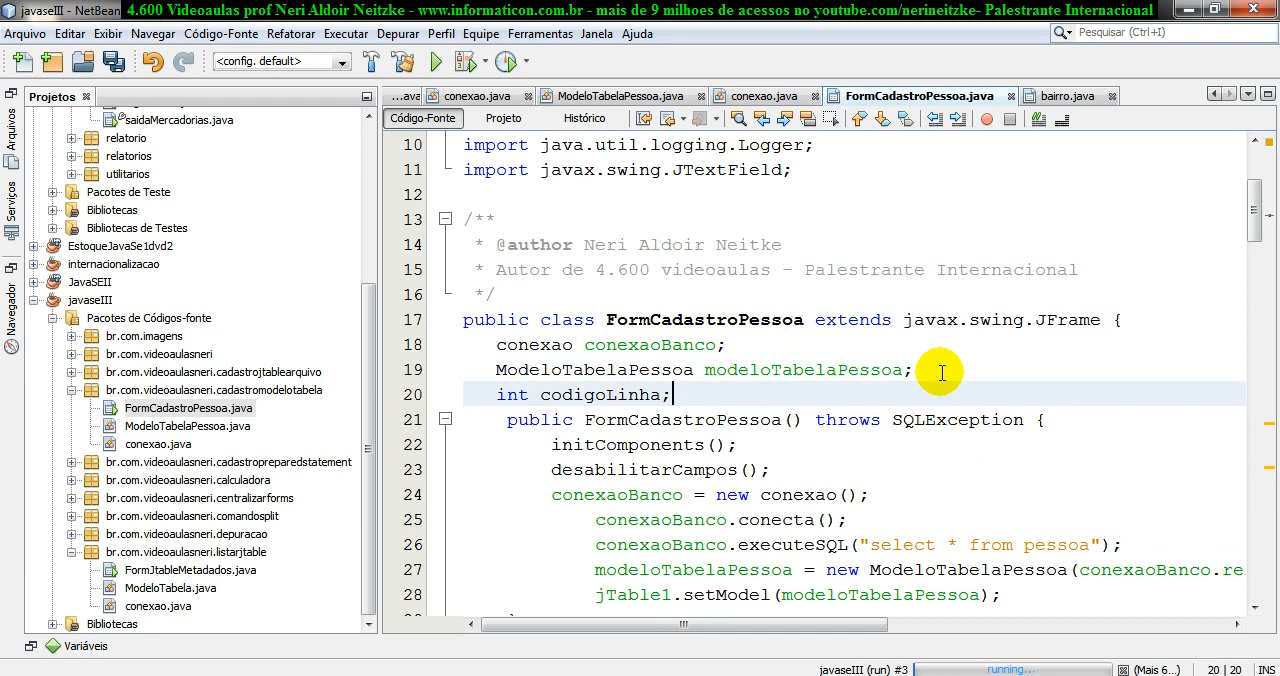 javaseIII - NetBean
4.600 Videoaulas prof Neri Aldoir Neitzke - www.informaticon.com.br - mais de 9 milhoes de acessos no youtube.com/nerineitzke- Palestrante Internacional
Arquivo Editar Exibir Navegar Código-Fonte Refatorar Executar Depurar Perfil Equipe Ferramentas Janela Ajuda
Pesquisar (Ctrl+I)
<config. default>
Arquivos
Serviços
Navegador
Projetos
saidaMercadorias.java
relatorio
relatorios
utilitarios
Pacotes de Teste
Bibliotecas
Bibliotecas de Testes
EstoqueJavaSe1dvd2
internacionalizacao
JavaSEII
javaseIII
Pacotes de Códigos-fonte
br.com.imagens
br.com.videoaulasneri
br.com.videoaulasneri.cadastrojtablearquivo
br.com.videoaulasneri.cadastromodelotabela
FormCadastroPessoa.java
ModeloTabelaPessoa.java
conexao.java
br.com.videoaulasneri.cadastropreparedstatement
br.com.videoaulasneri.calculadora
br.com.videoaulasneri.centralizarforms
br.com.videoaulasneri.comandosplit
br.com.videoaulasneri.depuracao
br.com.videoaulasneri.listarjtable
FormJtableMetadados.java
ModeloTabela.java
conexao.java
Bibliotecas
...ava conexao.java ModeloTabelaPessoa.java conexao.java FormCadastroPessoa.java bairro.java
Código-Fonte Projeto Histórico
10 import java.util.logging.Logger;
11 import javax.swing.JTextField;
12
13 /**
14 * @author Neri Aldoir Neitke
15 * Autor de 4.600 videoaulas - Palestrante Internacional
16 */
17 public class FormCadastroPessoa extends javax.swing.JFrame {
18 conexao conexaoBanco;
19 ModeloTabelaPessoa modeloTabelaPessoa;
20 int codigoLinha;
21 public FormCadastroPessoa() throws SQLException {
22 initComponents();
23 desabilitarCampos();
24 conexaoBanco = new conexao();
25 conexaoBanco.conecta();
26 conexaoBanco.executeSQL("select * from pessoa");
27 modeloTabelaPessoa = new ModeloTabelaPessoa(conexaoBanco.re
28 jTable1.setModel(modeloTabelaPessoa);
Variáveis
javaseIII (run) #3 running... (Mais 6...) 20 | 20 INS